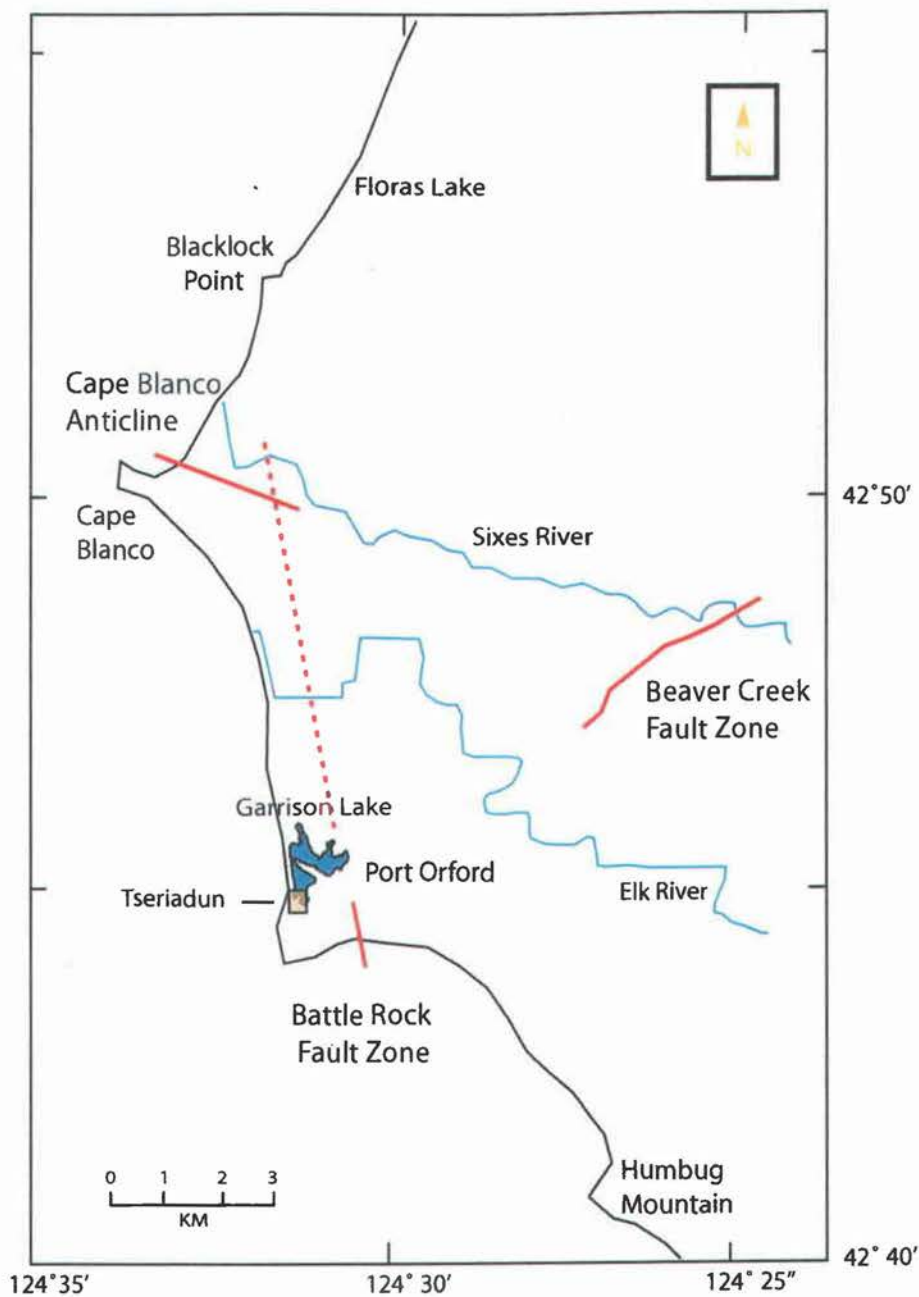 N
Floras Lake
Blacklock
Point
Cape Blanco
Anticline
42° 50'
Cape
Blanco
Sixes River
Beaver Creek
Fault Zone
Garrison Lake
Port Orford
Tseriadun
Elk River
Battle Rock
Fault Zone
Humbug
Mountain
0 1 2 3
KM
42° 40'
124° 35' 124° 30' 124° 25"